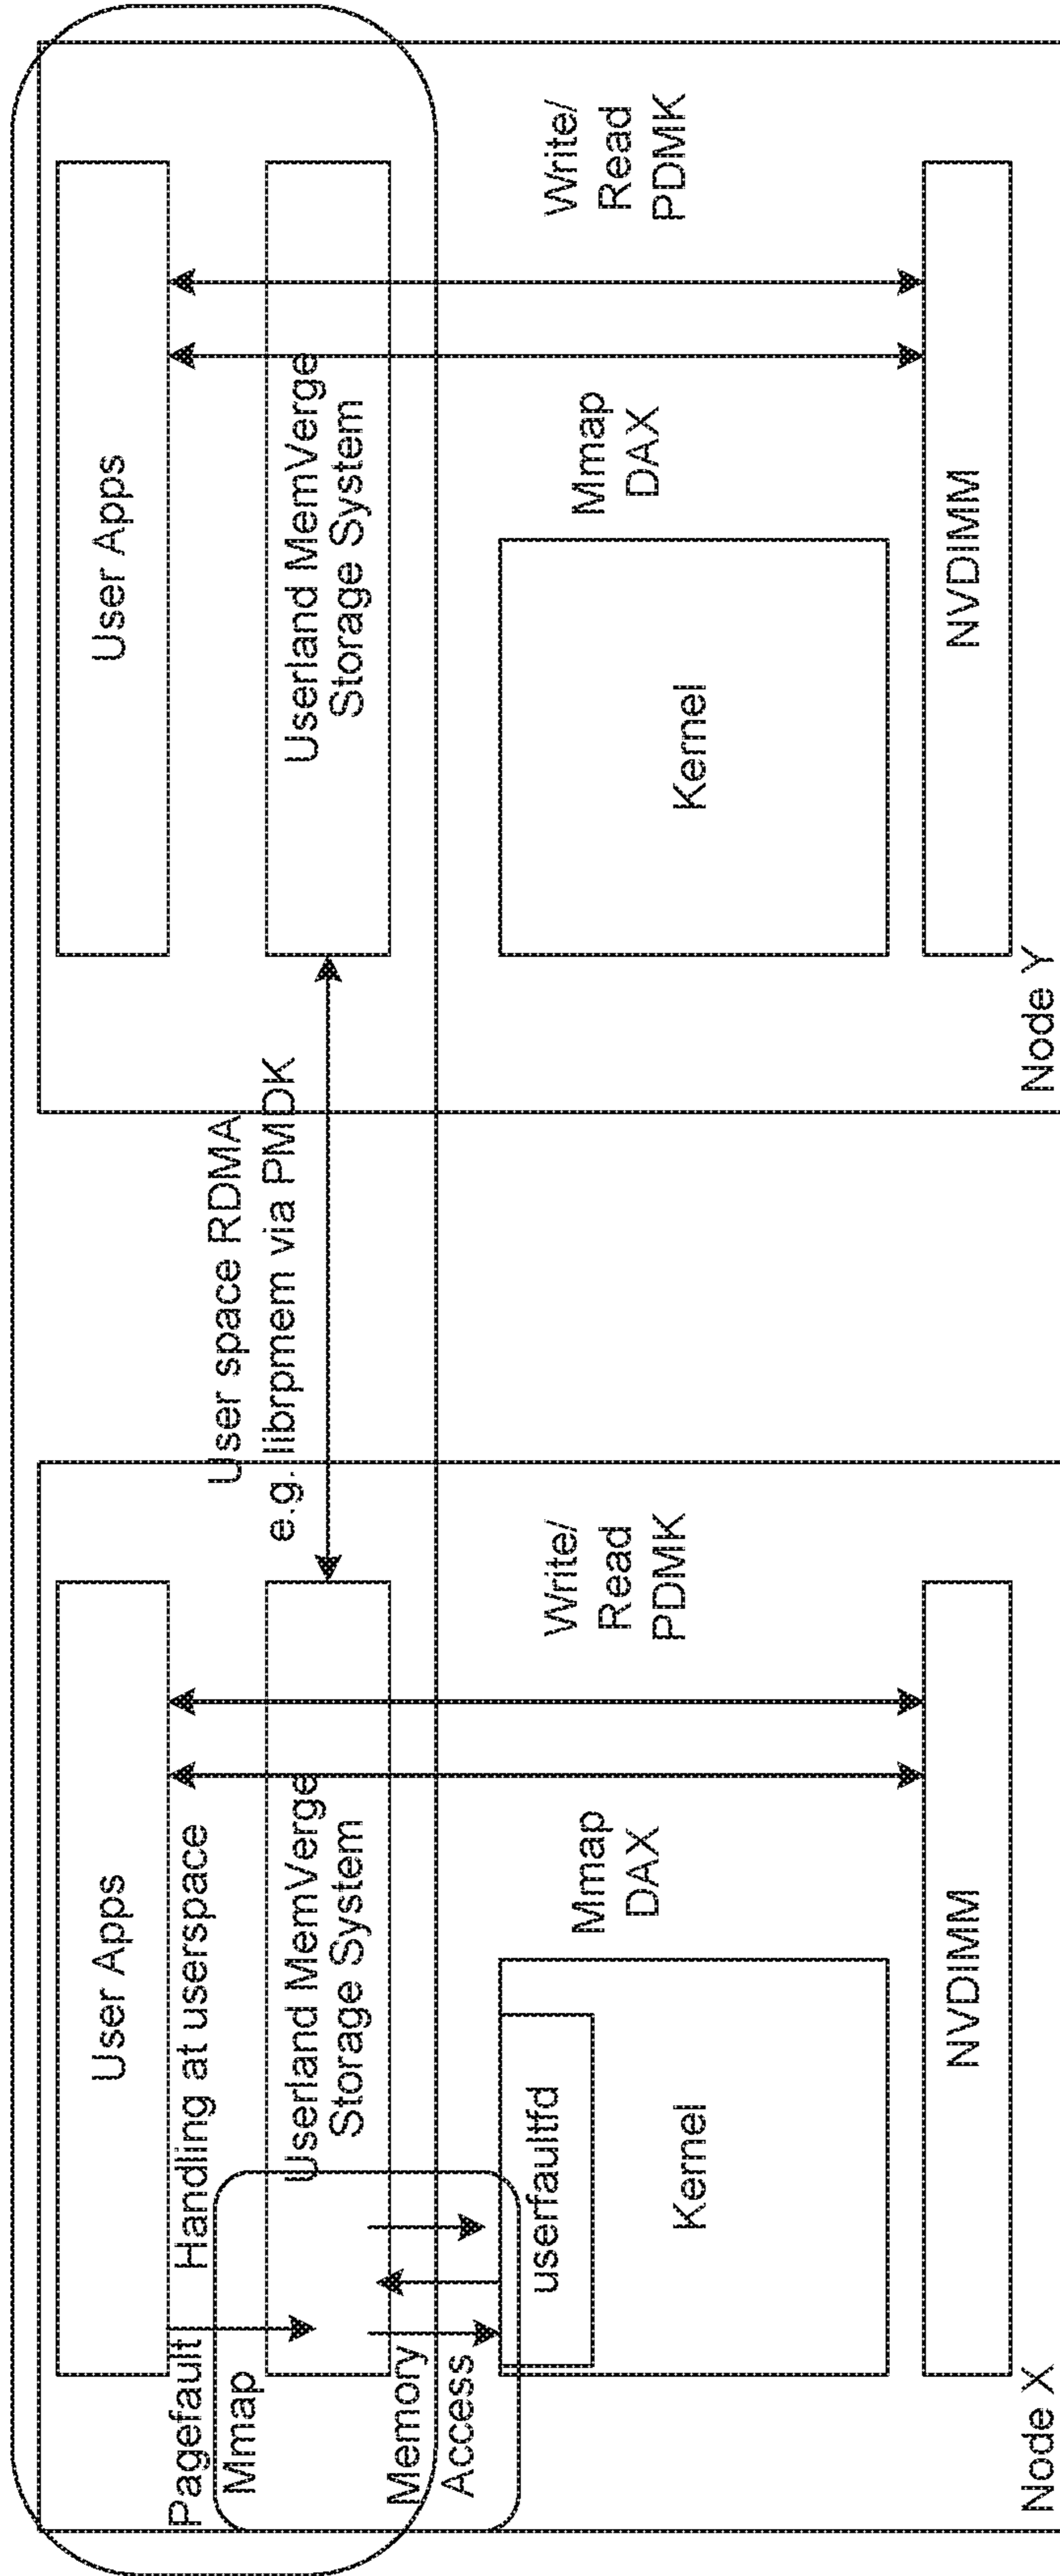 User Apps
Pagefault Handling at userspace
Mmap
Userland MemVerge
Storage System
Memory
Access
userfaultfd
Kernel
Mmap
DAX
Write/
Read
PDMK
NVDIMM
Node X
User space RDMA
e.g. librpmem via PMDK
User Apps
Userland MemVerge
Storage System
Kernel
Mmap
DAX
Write/
Read
PDMK
NVDIMM
Node Y